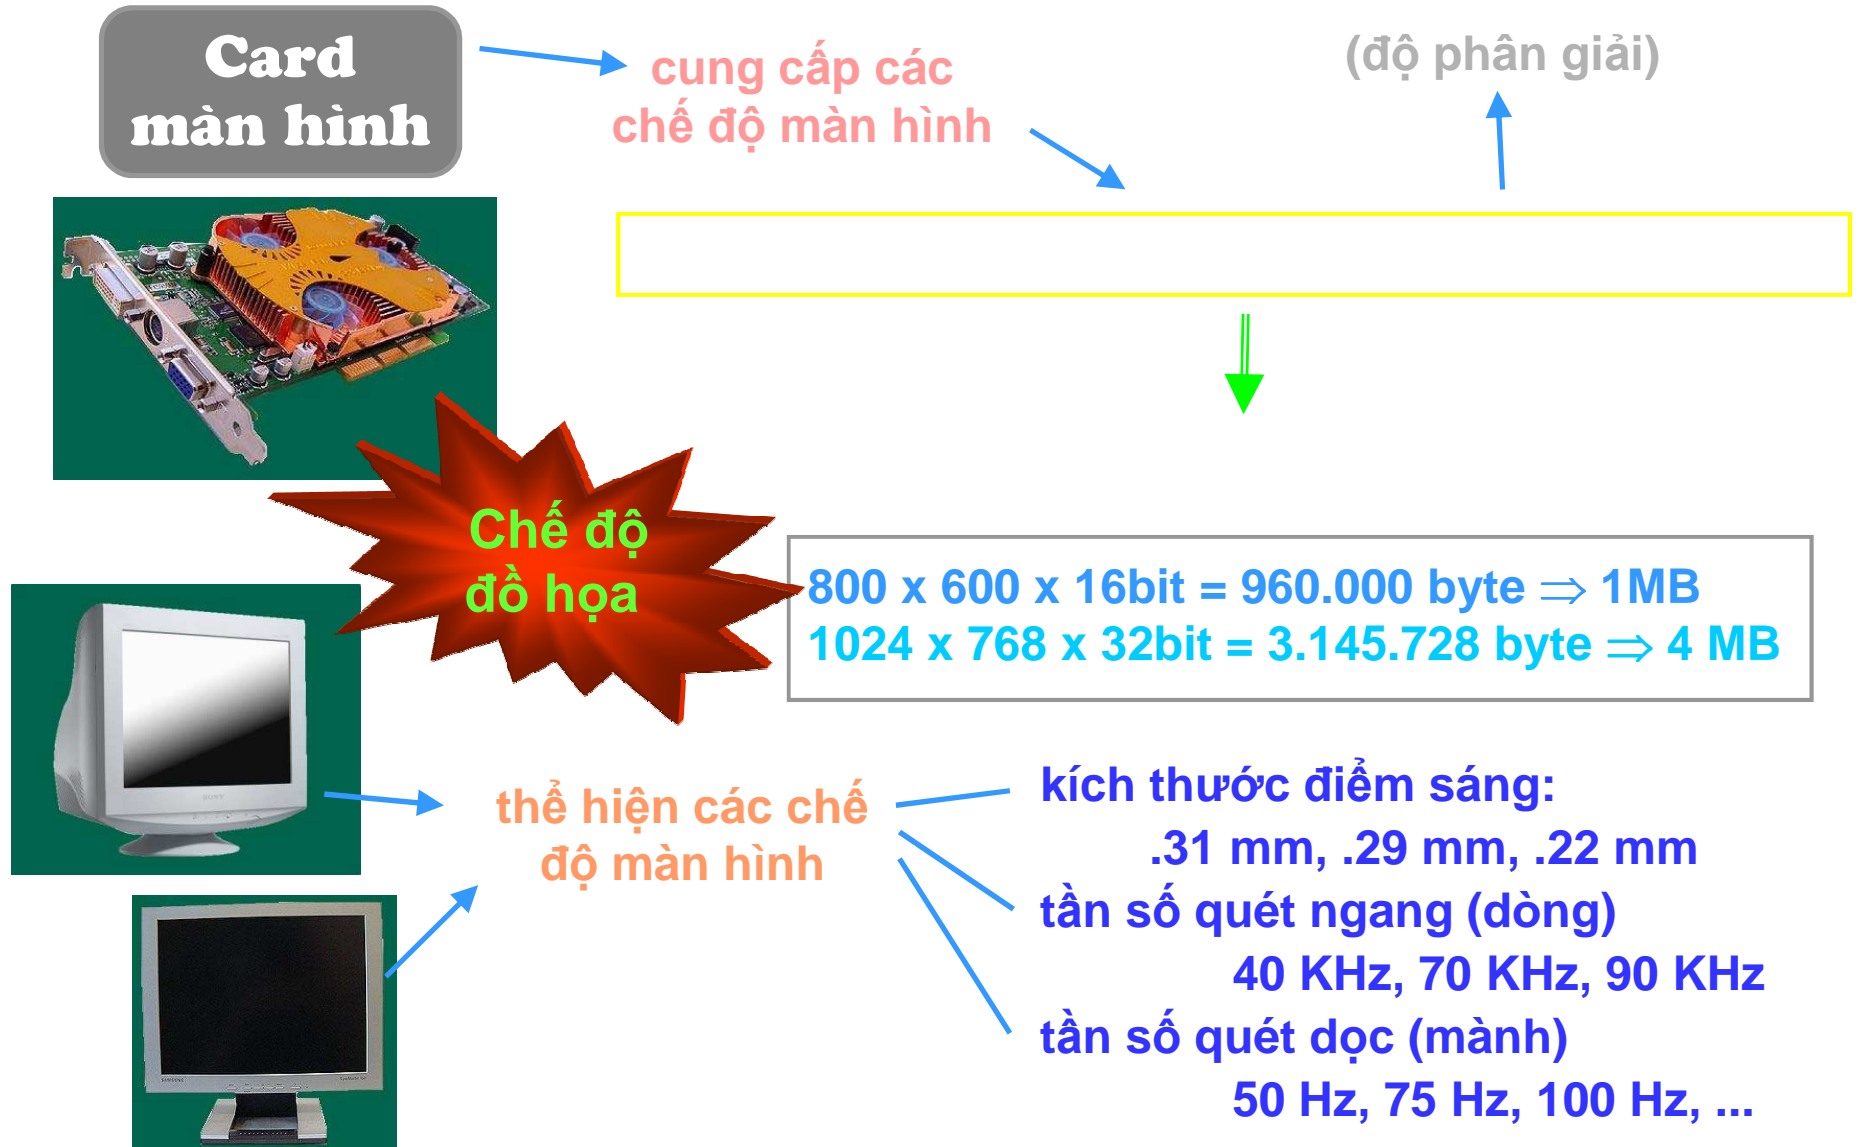 Card
màn hình
cung cấp các
chế độ màn hình
(độ phân giải)
Chế độ
đồ họa
800 x 600 x 16bit = 960.000 byte ⇒ 1MB
1024 x 768 x 32bit = 3.145.728 byte ⇒ 4 MB
thể hiện các chế
độ màn hình
kích thước điểm sáng:
.31 mm, .29 mm, .22 mm
tần số quét ngang (dòng)
40 KHz, 70 KHz, 90 KHz
tần số quét dọc (mành)
50 Hz, 75 Hz, 100 Hz, ...
SONY
SAMSUNG